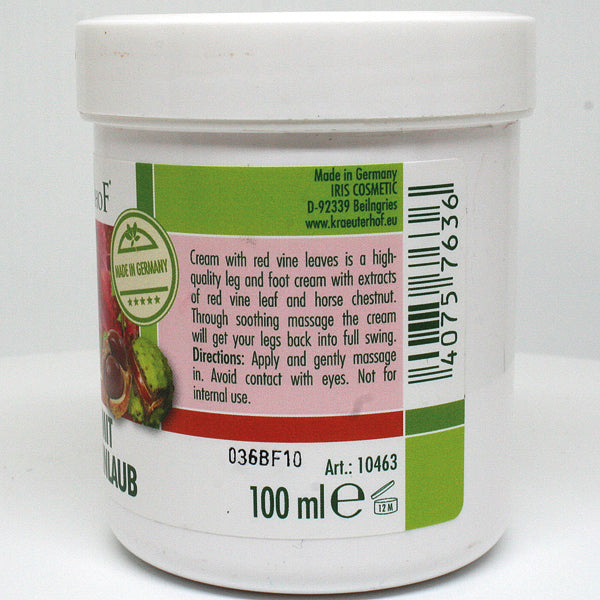 Made in Germany
IRIS COSMETIC
D-92339 Beilngries
www.kraeuterhof.eu
MADE IN GERMANY
Cream with red vine leaves is a high-
quality leg and foot cream with extracts
of red vine leaf and horse chestnut.
Through soothing massage the cream
will get your legs back into full swing.
Directions: Apply and gently massage
in. Avoid contact with eyes. Not for
internal use.
4075 7636
036BF10
Art.: 10463
100 ml e
12 M